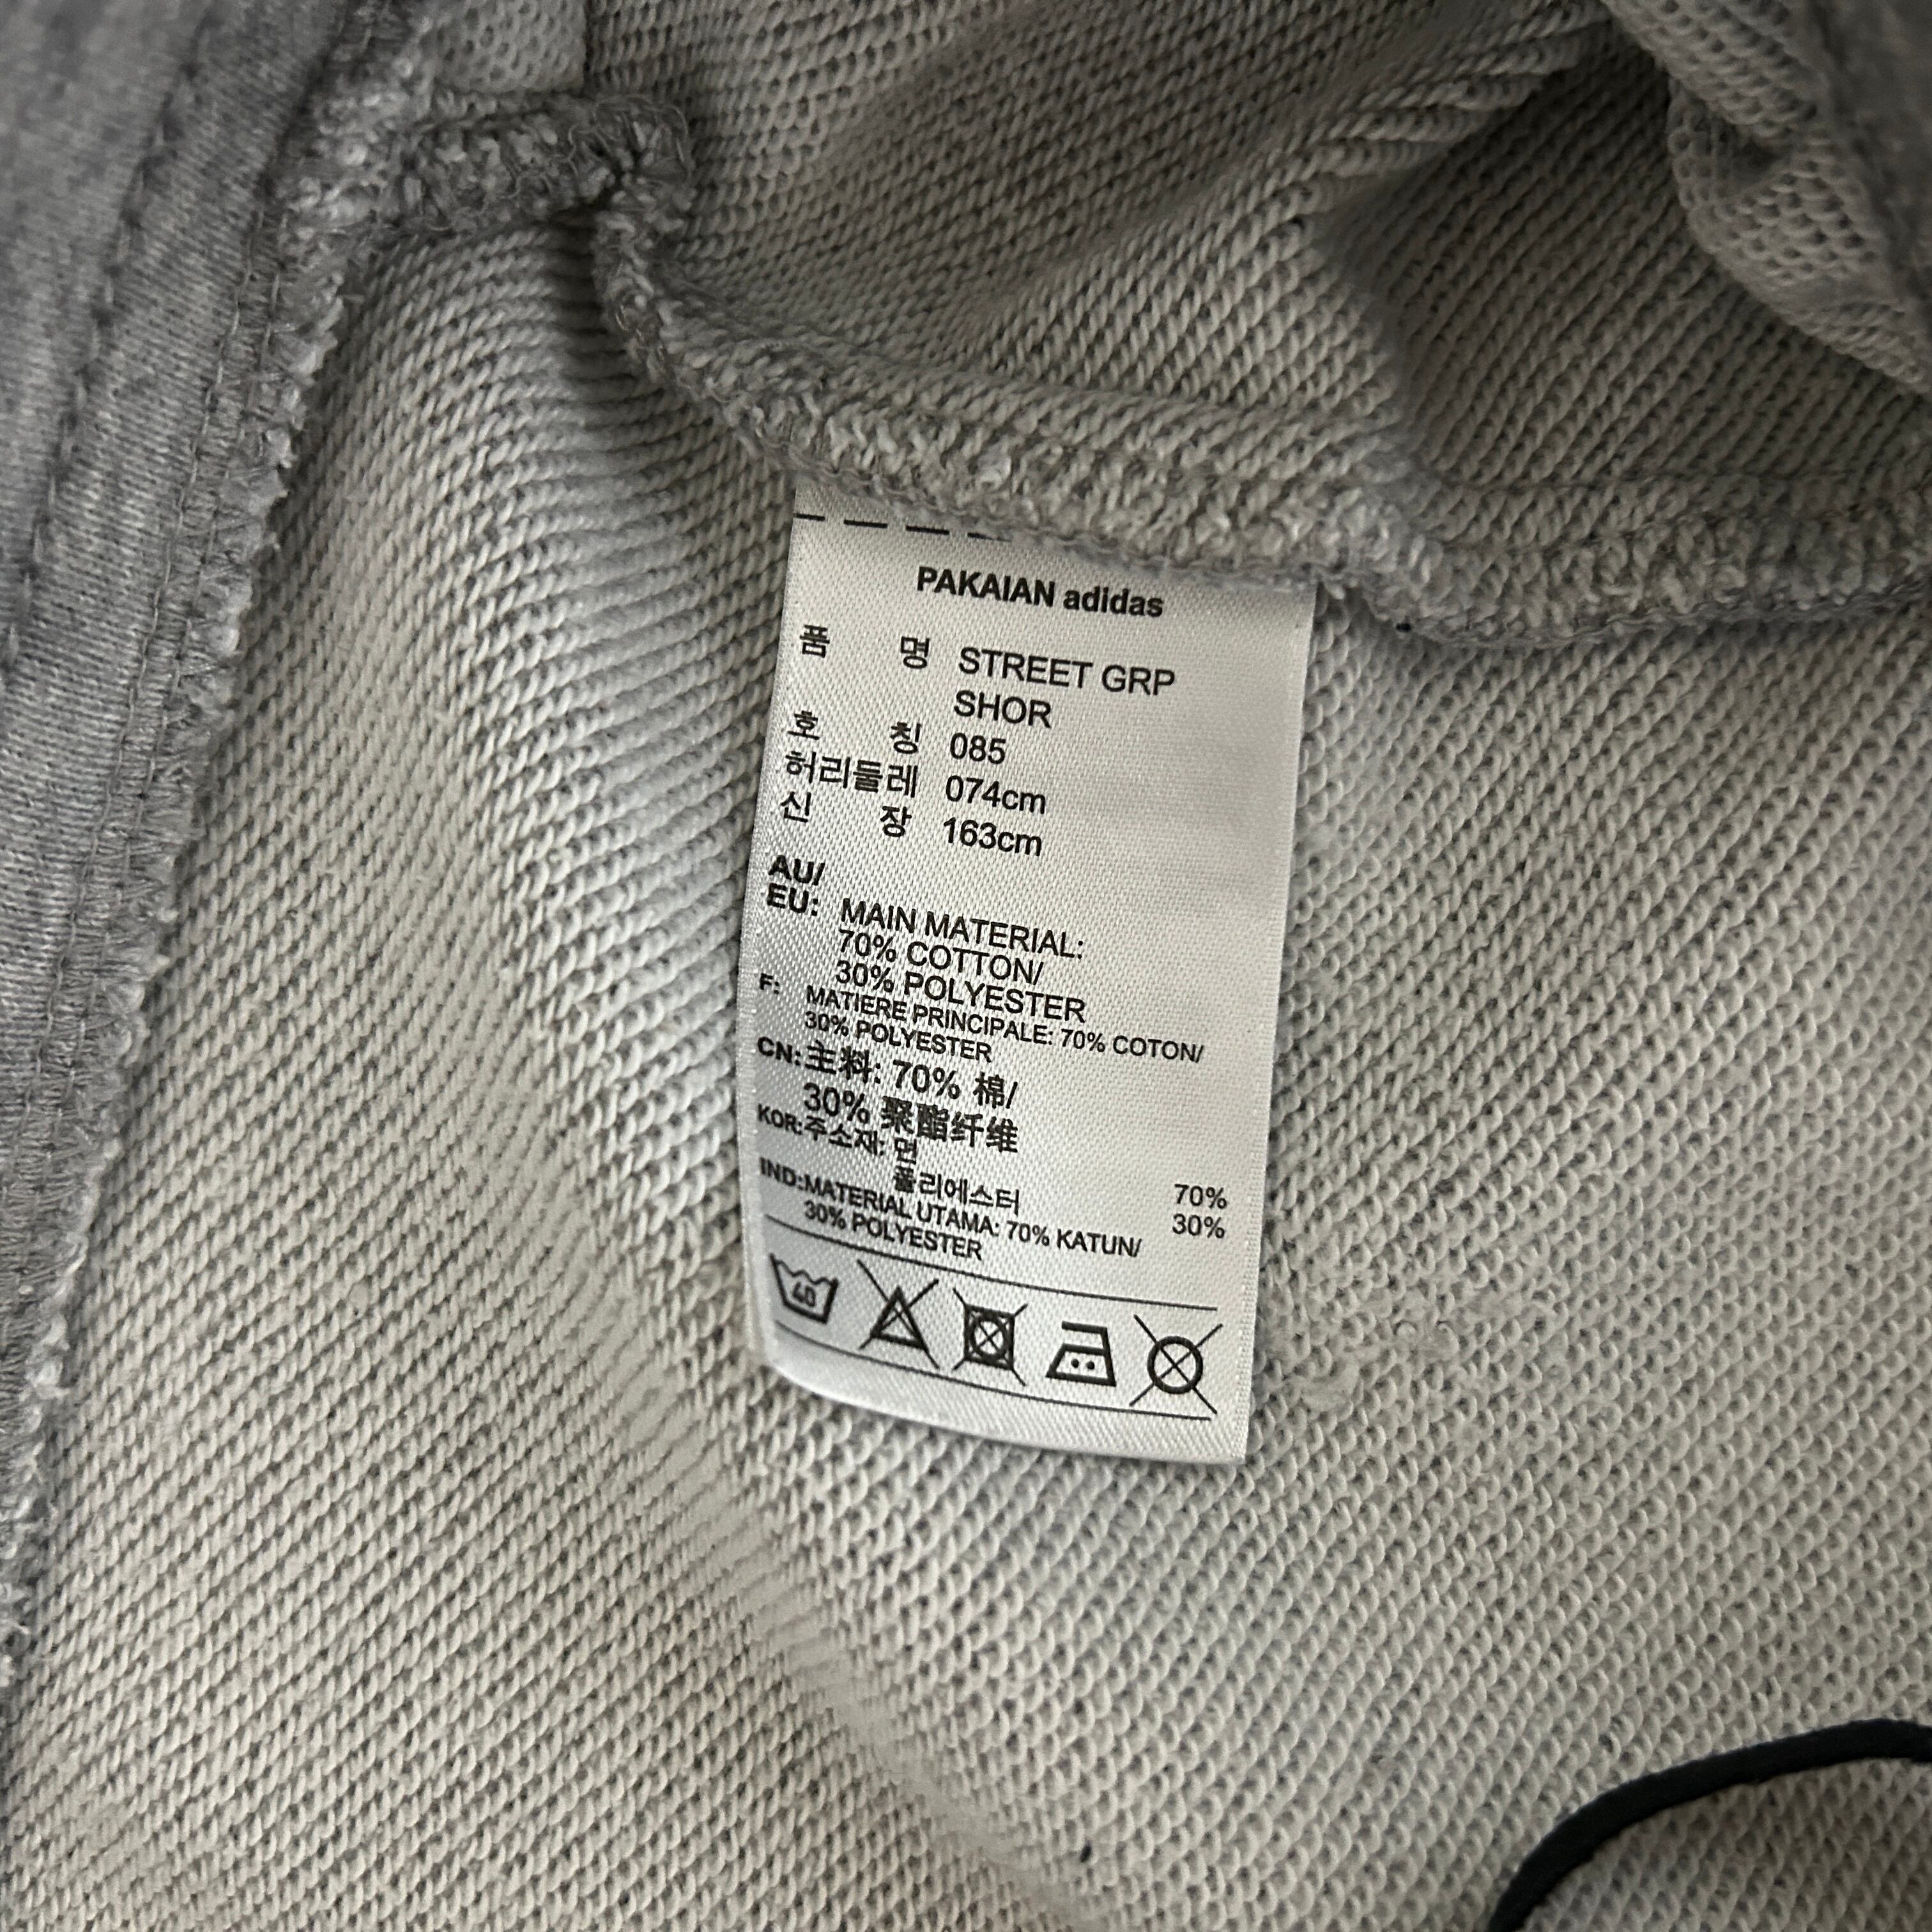 PAKAIAN adidas
품 명 STREET GRP
SHOR
호 칭 085
허리둘레 074cm
신 장 163cm
AU/
EU: MAIN MATERIAL:
70% COTTON/
30% POLYESTER
F: MATIERE PRINCIPALE: 70% COTON/
30% POLYESTER
CN: 主料: 70% 棉/
30% 聚酯纤维
KOR: 주소재: 면 70%
폴리에스터 30%
IND: MATERIAL UTAMA: 70% KATUN/
30% POLYESTER
40